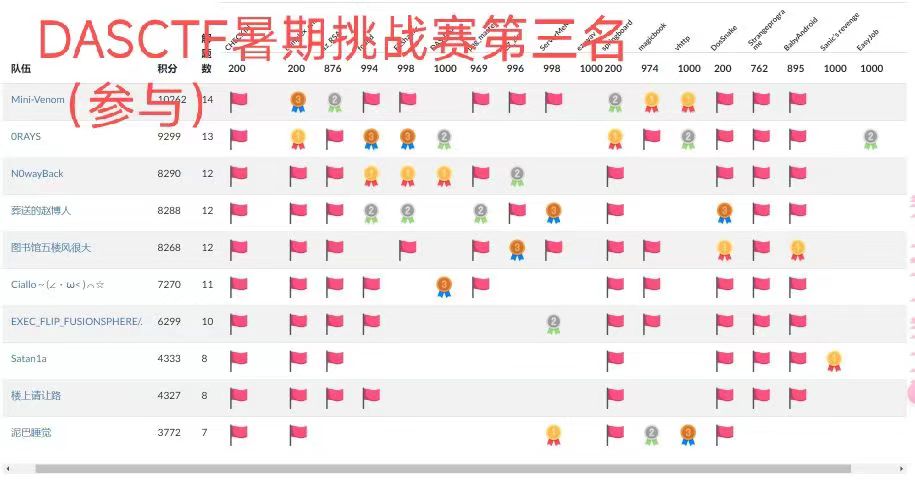 DASCTF暑期挑战赛第三名
(参与)
springboard
magicbook
vhttp
DosSnake
Strangeprogra
me
BabyAndroid
Sanic's revenge
EasyJob
队伍 积分 数
200 200 876 994 998 1000 969 996 998 1000 200 974 1000 200 762 895 1000 1000
Mini-Venom 10262 14
0RAYS 9299 13
N0wayBack 8290 12
葬送的赵博人 8288 12
图书馆五楼风很大 8268 12
Ciallo～(∠・ω< )⌒☆ 7270 11
EXEC_FLIP_FUSIONSPHERE/. 6299 10
Satan1a 4333 8
楼上请让路 4327 8
泥巴睡觉 3772 7